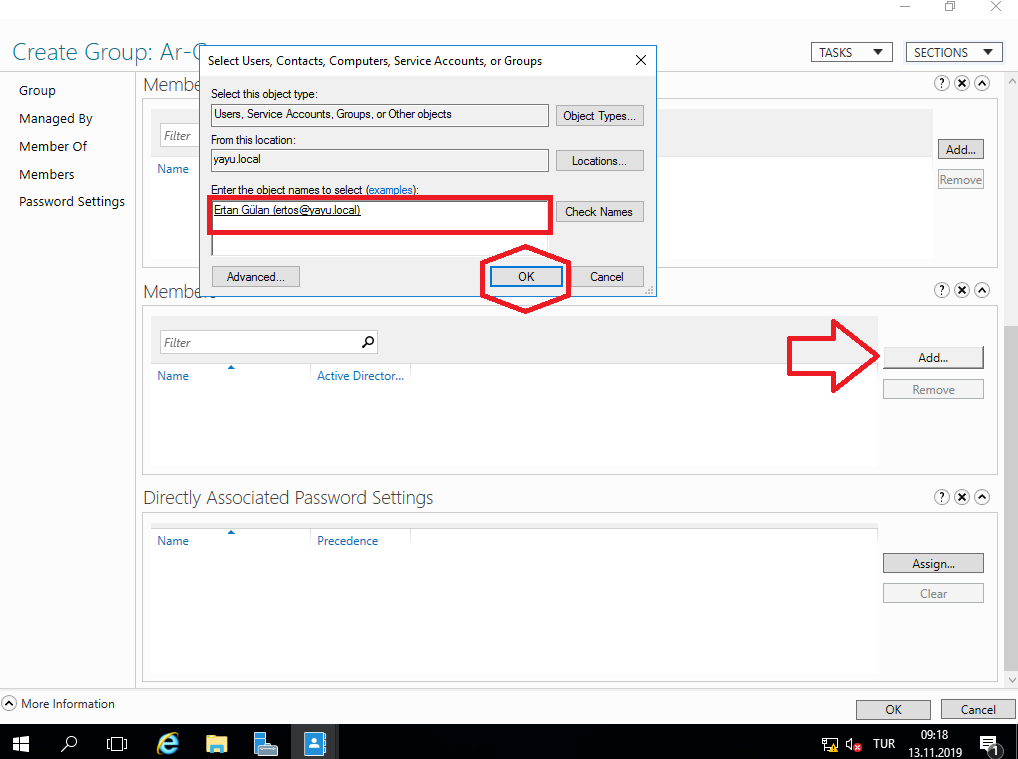 Create Group: Ar-
TASKS
SECTIONS
Group
Managed By
Member Of
Members
Password Settings
Select Users, Contacts, Computers, Service Accounts, or Groups
Select this object type:
Users, Service Accounts, Groups, or Other objects
Object Types...
From this location:
yayu.local
Locations...
Enter the object names to select (examples):
Ertan Gülan (ertos@yayu.local)
Check Names
Advanced...
OK
Cancel
Member
Filter
Name
Add...
Remove
Members
Filter
Name
Active Director...
Add...
Remove
Directly Associated Password Settings
Name
Precedence
Assign...
Clear
More Information
OK
Cancel
TUR
09:18
13.11.2019
1